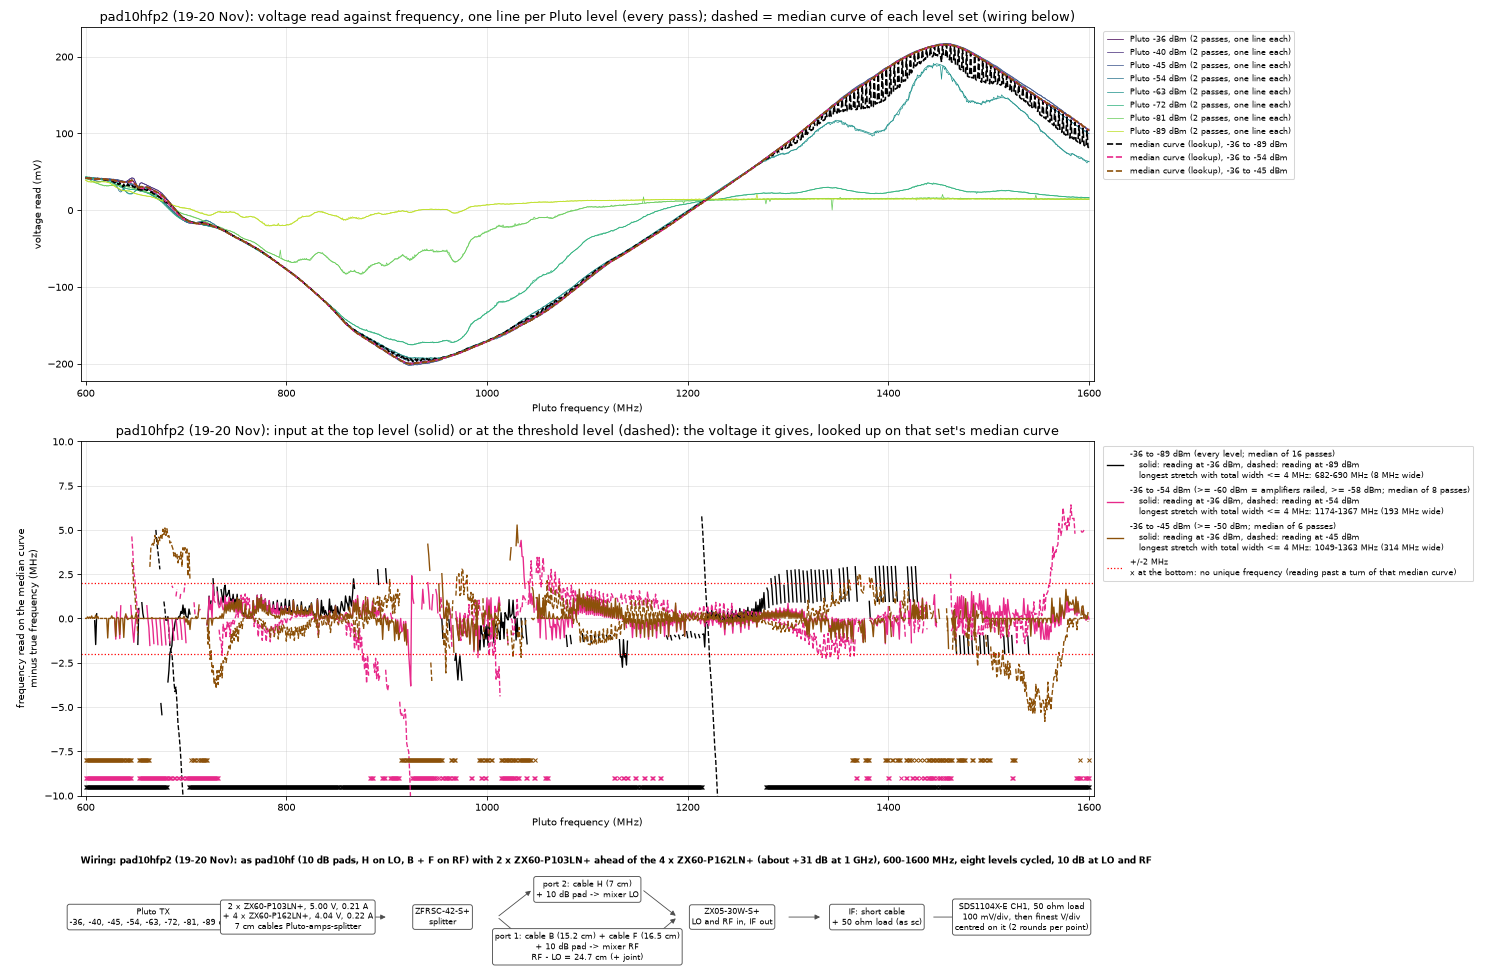 pad10hfp2 (19-20 Nov): voltage read against frequency, one line per Pluto level (every pass); dashed = median curve of each level set (wiring below)
voltage read (mV)
200
100
0
−100
−200
600
800
1000
1200
1400
1600
Pluto frequency (MHz)
Pluto -36 dBm (2 passes, one line each)
Pluto -40 dBm (2 passes, one line each)
Pluto -45 dBm (2 passes, one line each)
Pluto -54 dBm (2 passes, one line each)
Pluto -63 dBm (2 passes, one line each)
Pluto -72 dBm (2 passes, one line each)
Pluto -81 dBm (2 passes, one line each)
Pluto -89 dBm (2 passes, one line each)
median curve (lookup), -36 to -89 dBm
median curve (lookup), -36 to -54 dBm
median curve (lookup), -36 to -45 dBm
pad10hfp2 (19-20 Nov): input at the top level (solid) or at the threshold level (dashed): the voltage it gives, looked up on that set's median curve
frequency read on the median curve
minus true frequency (MHz)
10.0
7.5
5.0
2.5
0.0
−2.5
−5.0
−7.5
−10.0
600
800
1000
1200
1400
1600
Pluto frequency (MHz)
-36 to -89 dBm (every level; median of 16 passes)
solid: reading at -36 dBm, dashed: reading at -89 dBm
longest stretch with total width <= 4 MHz: 682-690 MHz (8 MHz wide)
-36 to -54 dBm (>= -60 dBm = amplifiers railed, >= -58 dBm; median of 8 passes)
solid: reading at -36 dBm, dashed: reading at -54 dBm
longest stretch with total width <= 4 MHz: 1174-1367 MHz (193 MHz wide)
-36 to -45 dBm (>= -50 dBm; median of 6 passes)
solid: reading at -36 dBm, dashed: reading at -45 dBm
longest stretch with total width <= 4 MHz: 1049-1363 MHz (314 MHz wide)
+/-2 MHz
x at the bottom: no unique frequency (reading past a turn of that median curve)
Wiring: pad10hfp2 (19-20 Nov): as pad10hf (10 dB pads, H on LO, B + F on RF) with 2 x ZX60-P103LN+ ahead of the 4 x ZX60-P162LN+ (about +31 dB at 1 GHz), 600-1600 MHz, eight levels cycled, 10 dB at LO and RF
Pluto TX
-36, -40, -45, -54, -63, -72, -81, -89
2 x ZX60-P103LN+, 5.00 V, 0.21 A
+ 4 x ZX60-P162LN+, 4.04 V, 0.22 A
7 cm cables Pluto-amps-splitter
ZFRSC-42-S+
splitter
port 2: cable H (7 cm)
+ 10 dB pad -> mixer LO
port 1: cable B (15.2 cm) + cable F (16.5 cm)
+ 10 dB pad -> mixer RF
RF - LO = 24.7 cm (+ joint)
ZX05-30W-S+
LO and RF in, IF out
IF: short cable
+ 50 ohm load (as sc)
SDS1104X-E CH1, 50 ohm load
100 mV/div, then finest V/div
centred on it (2 rounds per point)